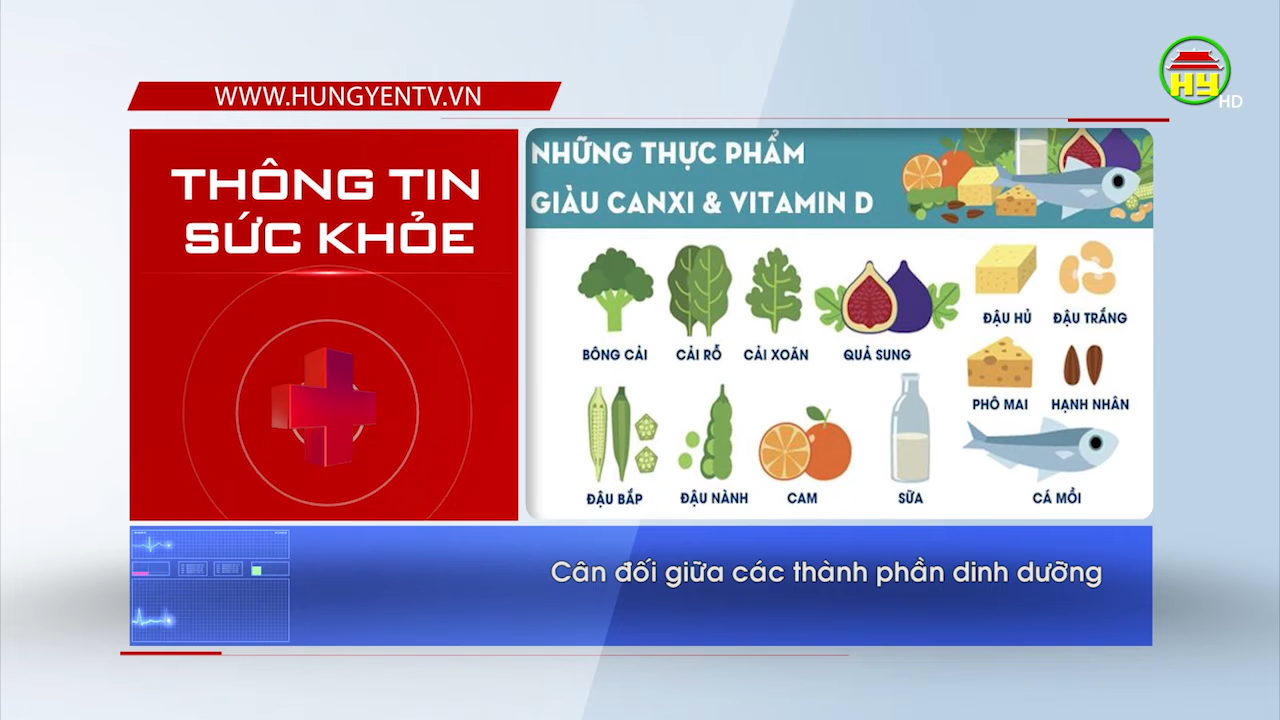 WWW.HUNGYENTV.VN
HY
HD
THÔNG TIN
SỨC KHỎE
NHỮNG THỰC PHẨM
GIÀU CANXI & VITAMIN D
BÔNG CẢI
CẢI RỔ
CẢI XOĂN
QUẢ SUNG
ĐẬU HỦ
ĐẬU TRẮNG
PHÔ MAI
HẠNH NHÂN
ĐẬU BẮP
ĐẬU NÀNH
CAM
SỮA
CÁ MỒI
Cân đối giữa các thành phần dinh dưỡng